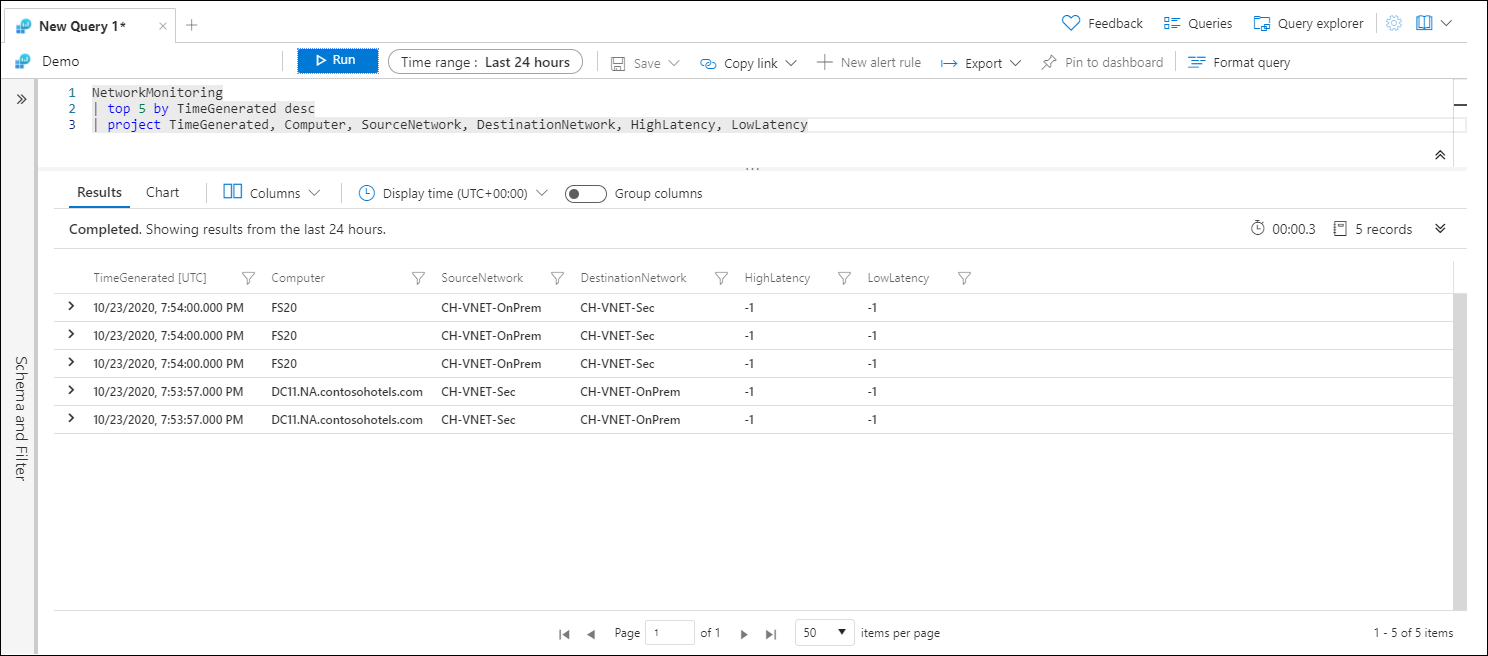 New Query 1*
Feedback Queries Query explorer
Demo Run Time range : Last 24 hours Save Copy link New alert rule Export Pin to dashboard Format query
1 NetworkMonitoring
2 | top 5 by TimeGenerated desc
3 | project TimeGenerated, Computer, SourceNetwork, DestinationNetwork, HighLatency, LowLatency
...
Results Chart Columns Display time (UTC+00:00) Group columns
Completed. Showing results from the last 24 hours. 00:00.3 5 records
TimeGenerated [UTC] Computer SourceNetwork DestinationNetwork HighLatency LowLatency
10/23/2020, 7:54:00.000 PM FS20 CH-VNET-OnPrem CH-VNET-Sec -1 -1
10/23/2020, 7:54:00.000 PM FS20 CH-VNET-OnPrem CH-VNET-Sec -1 -1
10/23/2020, 7:54:00.000 PM FS20 CH-VNET-OnPrem CH-VNET-Sec -1 -1
10/23/2020, 7:53:57.000 PM DC11.NA.contosohotels.com CH-VNET-Sec CH-VNET-OnPrem -1 -1
10/23/2020, 7:53:57.000 PM DC11.NA.contosohotels.com CH-VNET-Sec CH-VNET-OnPrem -1 -1
Schema and Filter
Page 1 of 1 50 items per page 1 - 5 of 5 items